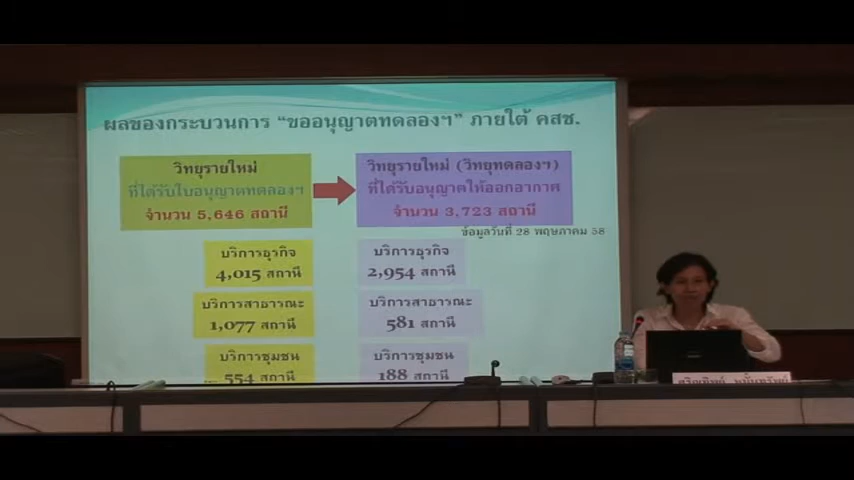 ผลของกระบวนการ “ขออนุญาตทดลองฯ” ภายใต้ คสช.
วิทยุรายใหม่
ที่ได้รับใบอนุญาตทดลองฯ
จำนวน 5,646 สถานี
วิทยุรายใหม่ (วิทยุทดลองฯ)
ที่ได้รับอนุญาตให้ออกอากาศ
จำนวน 3,723 สถานี
ข้อมูลวันที่ 28 พฤษภาคม 58
บริการธุรกิจ
4,015 สถานี
บริการธุรกิจ
2,954 สถานี
บริการสาธารณะ
1,077 สถานี
บริการสาธารณะ
581 สถานี
บริการชุมชน
554 สถานี
บริการชุมชน
188 สถานี